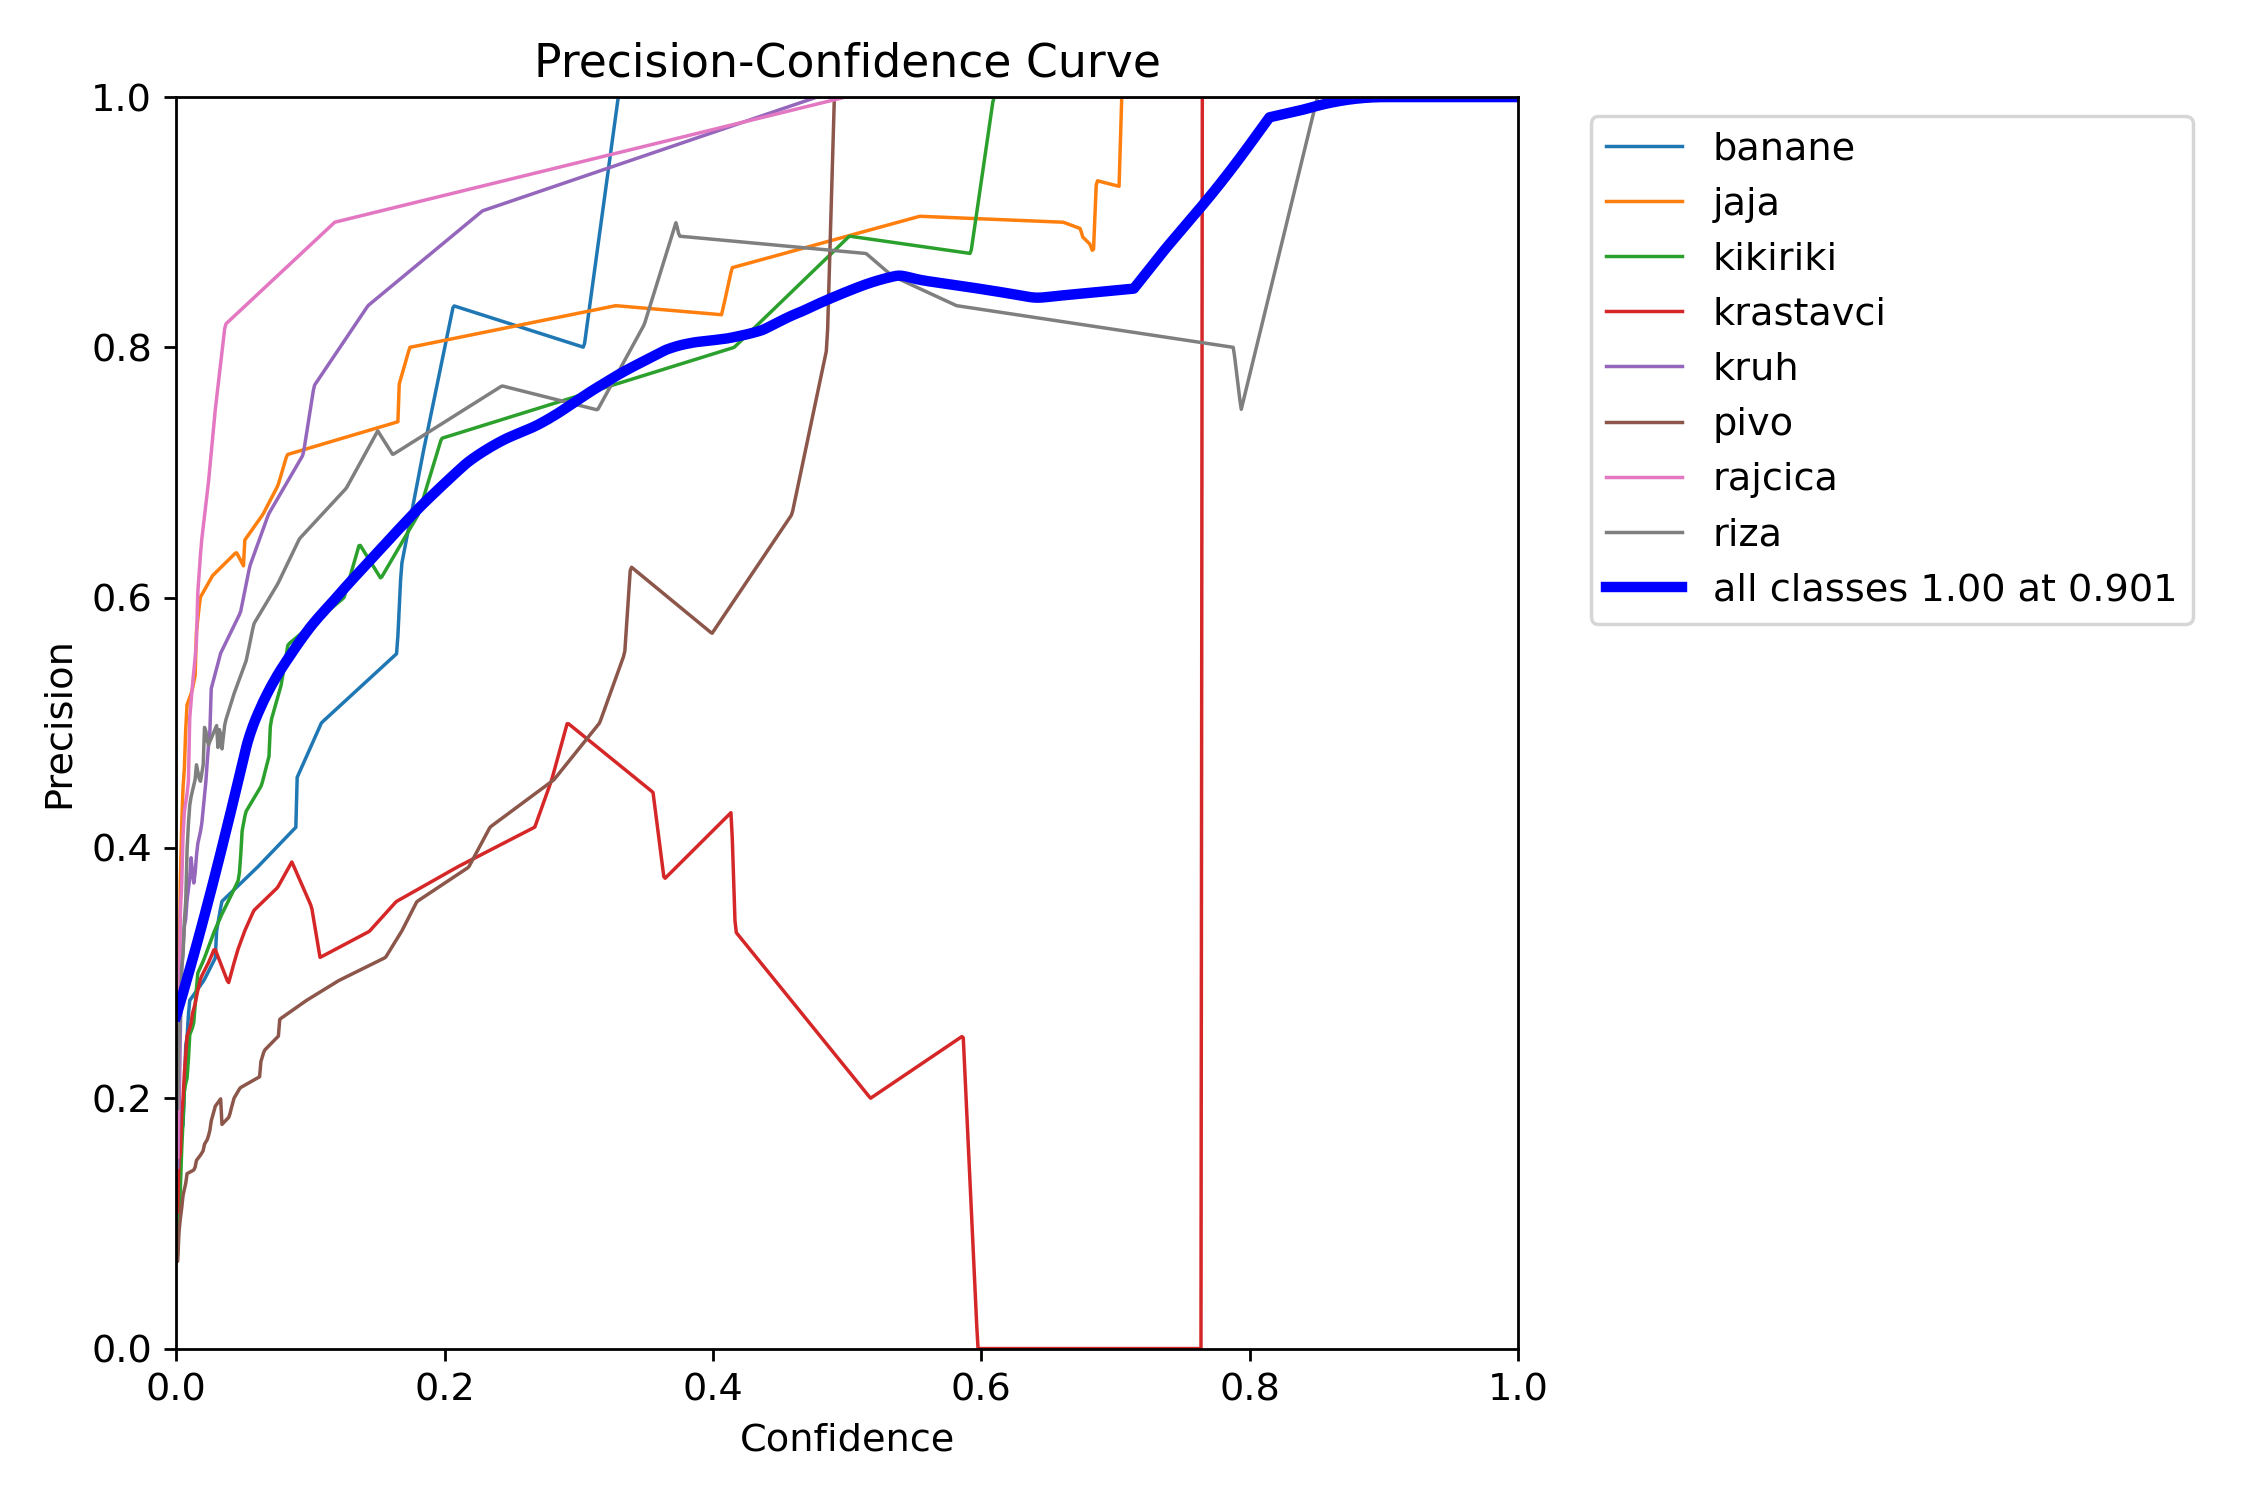 Precision-Confidence Curve
1.0
0.8
0.6
0.4
0.2
0.0
Precision
0.0 0.2 0.4 0.6 0.8 1.0
Confidence
banane
jaja
kikiriki
krastavci
kruh
pivo
rajcica
riza
all classes 1.00 at 0.901